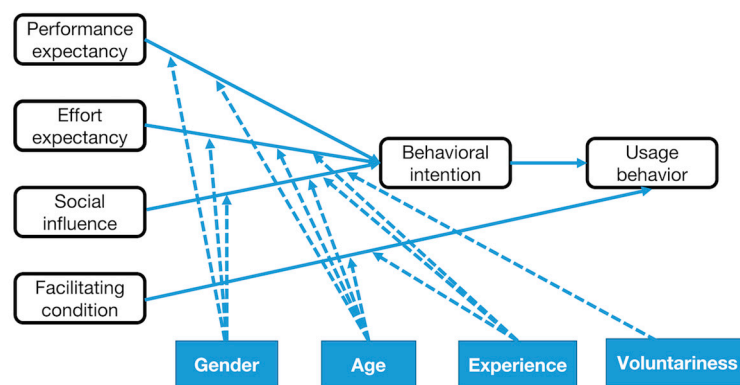 Performance
expectancy
Effort
expectancy
Behavioral
intention
Usage
behavior
Social
influence
Facilitating
condition
Gender
Age
Experience
Voluntariness